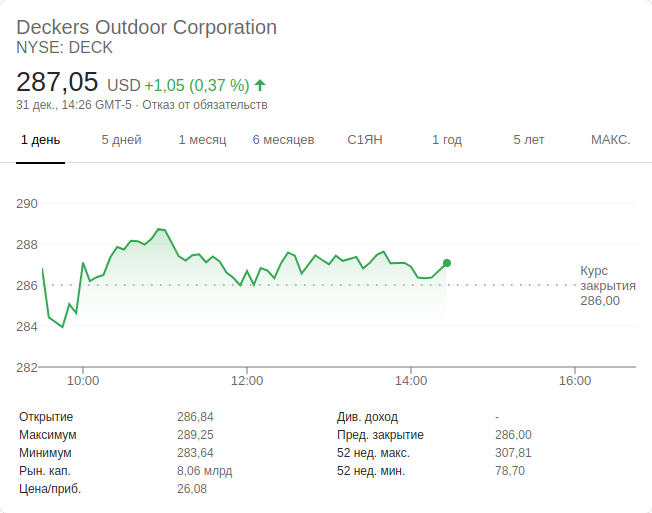 Deckers Outdoor Corporation
NYSE: DECK
287,05 USD +1,05 (0,37 %)
31 дек., 14:26 GMT-5 · Отказ от обязательств
1 день 5 дней 1 месяц 6 месяцев С1ЯН 1 год 5 лет МАКС.
290
288
286
284
282
Курс
закрытия
286,00
10:00 12:00 14:00 16:00
Открытие 286,84 Див. доход -
Максимум 289,25 Пред. закрытие 286,00
Минимум 283,64 52 нед. макс. 307,81
Рын. кап. 8,06 млрд 52 нед. мин. 78,70
Цена/приб. 26,08